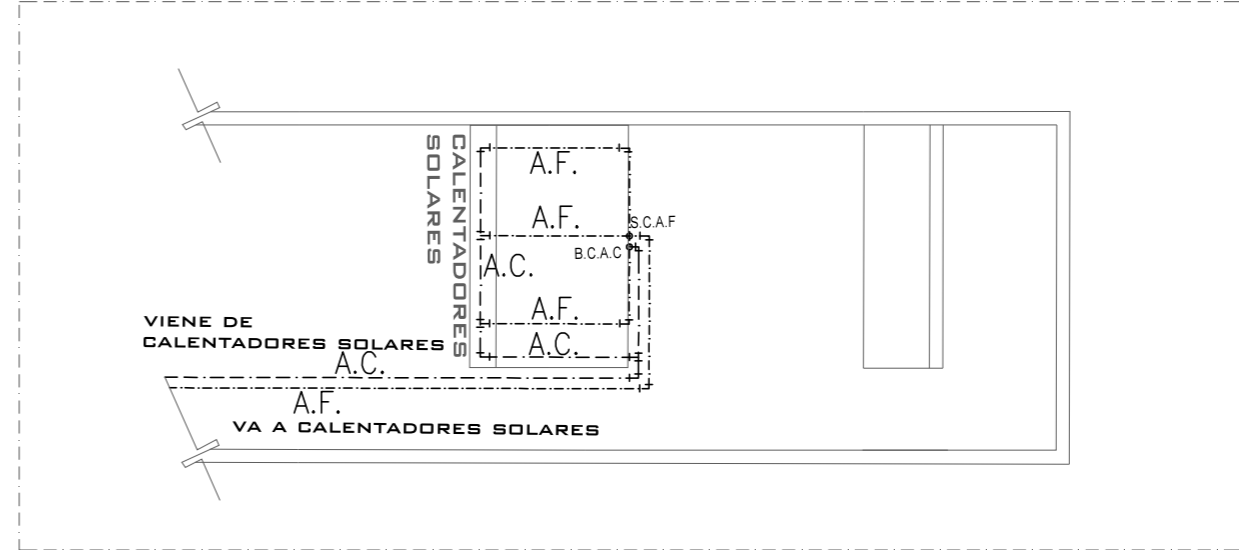 A.F.
CALENTADORES
SOLARES
A.F.
S.C.A.F
B.C.A.C
A.C.
A.F.
VIENE DE
CALENTADORES SOLARES
A.C.
A.C.
A.F.
VA A CALENTADORES SOLARES